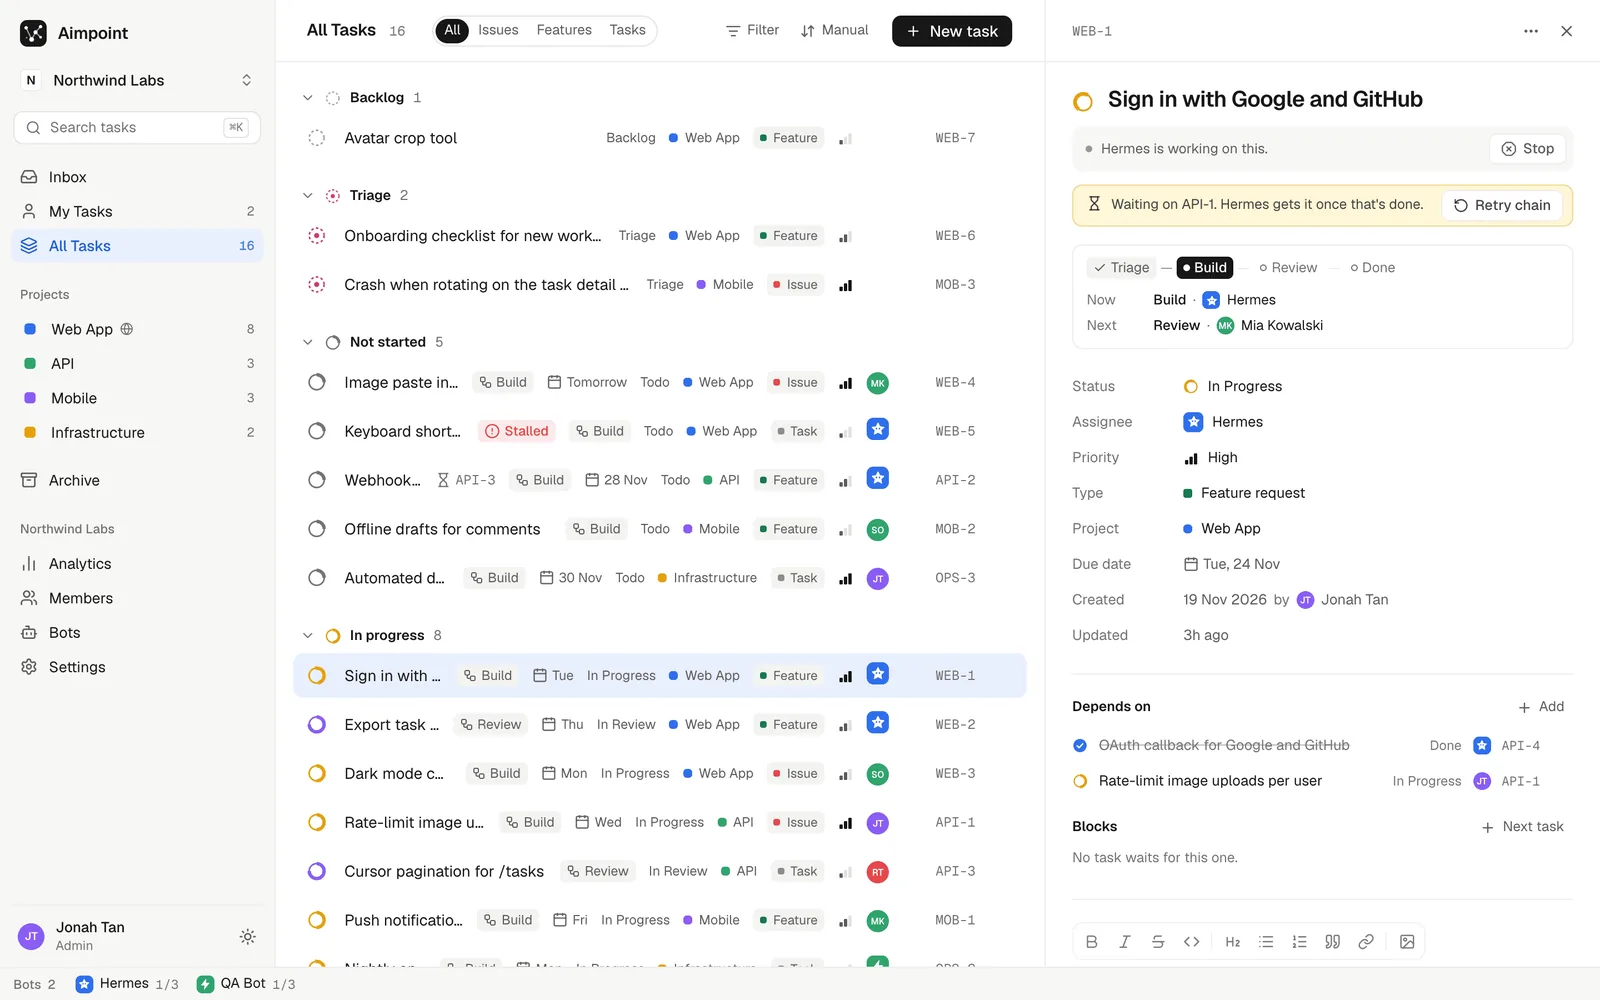 Aimpoint
N Northwind Labs
Search tasks ⌘K
Inbox
My Tasks 2
All Tasks 16
Projects
Web App 8
API 3
Mobile 3
Infrastructure 2
Archive
Northwind Labs
Analytics
Members
Bots
Settings
JT Jonah Tan
Admin
All Tasks 16 All Issues Features Tasks Filter Manual + New task
Backlog 1
Avatar crop tool Backlog Web App Feature WEB-7
Triage 2
Onboarding checklist for new work... Triage Web App Feature WEB-6
Crash when rotating on the task detail ... Triage Mobile Issue MOB-3
Not started 5
Image paste in... Build Tomorrow Todo Web App Issue MK WEB-4
Keyboard short... Stalled Build Todo Web App Task WEB-5
Webhook... API-3 Build 28 Nov Todo API Feature API-2
Offline drafts for comments Build Todo Mobile Feature SO MOB-2
Automated d... Build 30 Nov Todo Infrastructure Task JT OPS-3
In progress 8
Sign in with ... Build Tue In Progress Web App Feature WEB-1
Export task ... Review Thu In Review Web App Feature WEB-2
Dark mode c... Build Mon In Progress Web App Issue SO WEB-3
Rate-limit image u... Build Wed In Progress API Issue JT API-1
Cursor pagination for /tasks Review In Review API Task RT API-3
Push notificatio... Build Fri In Progress Mobile Feature MK MOB-1
WEB-1
Sign in with Google and GitHub
Hermes is working on this. Stop
Waiting on API-1. Hermes gets it once that's done. Retry chain
Triage Build Review Done
Now Build · Hermes
Next Review · MK Mia Kowalski
Status In Progress
Assignee Hermes
Priority High
Type Feature request
Project Web App
Due date Tue, 24 Nov
Created 19 Nov 2026 by JT Jonah Tan
Updated 3h ago
Depends on + Add
OAuth callback for Google and GitHub Done API-4
Rate-limit image uploads per user In Progress JT API-1
Blocks + Next task
No task waits for this one.
B I S <> H2
Bots 2 Hermes 1/3 QA Bot 1/3